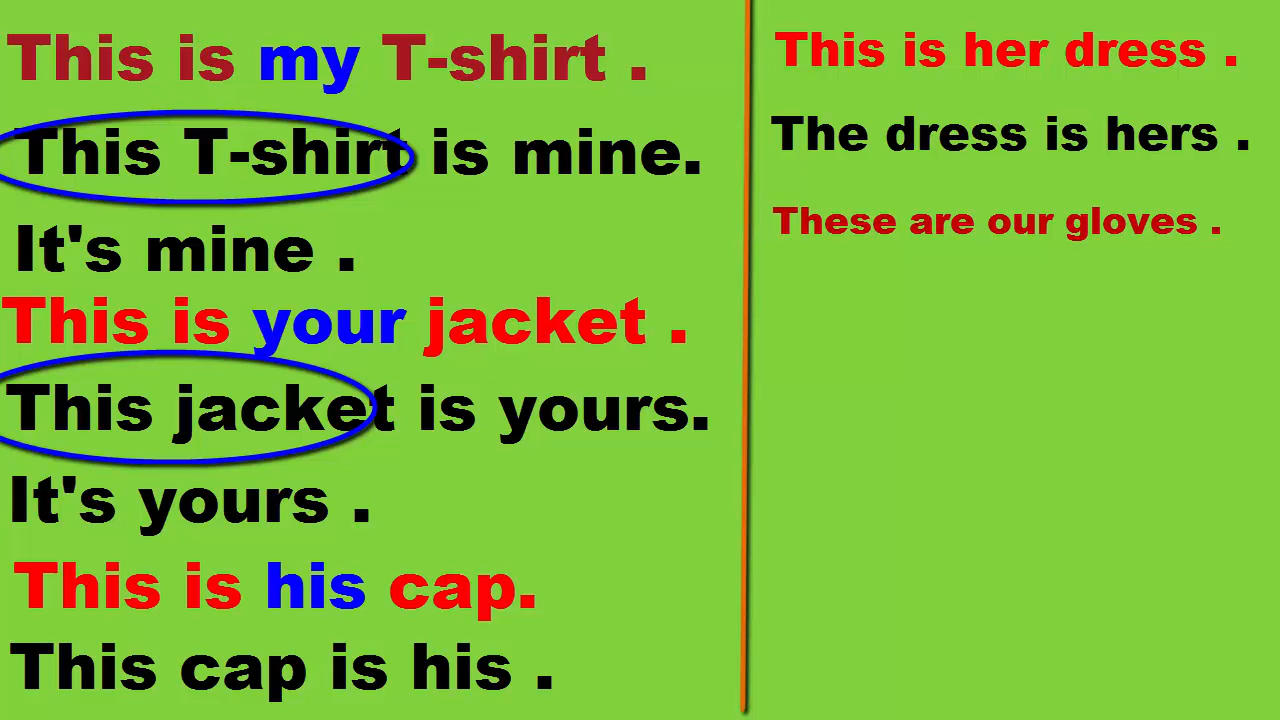 This is my T-shirt .
This T-shirt is mine.
It's mine .
This is your jacket .
This jacket is yours.
It's yours .
This is his cap.
This cap is his .
This is her dress .
The dress is hers .
These are our gloves .